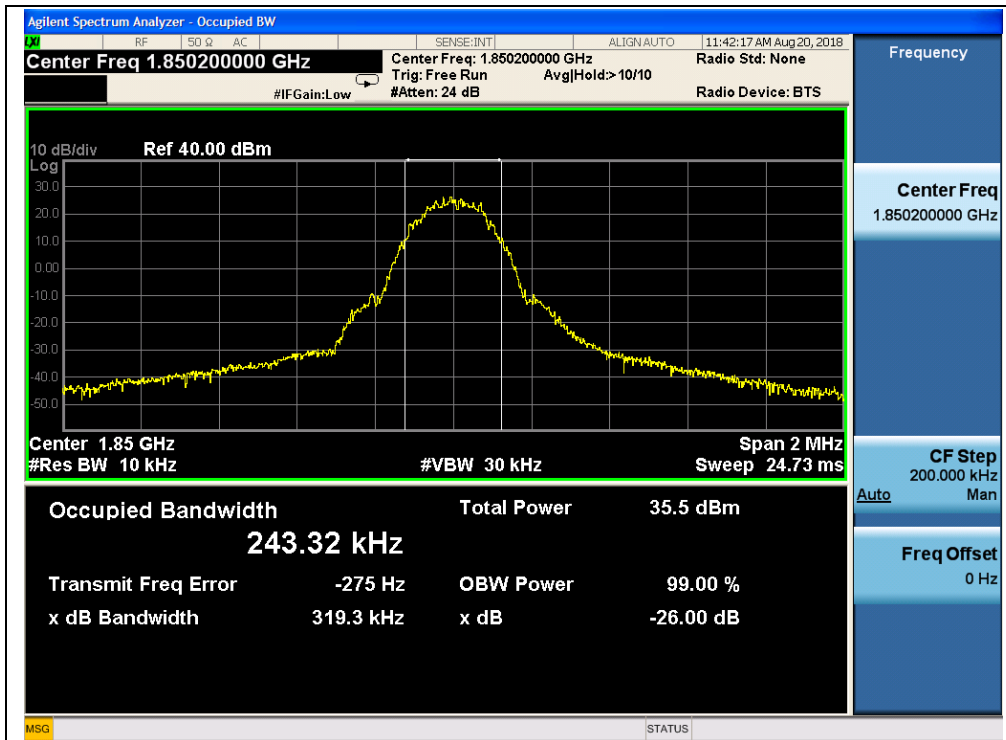 Agilent Spectrum Analyzer - Occupied BW
LXI RF 50 Ω AC SENSE:INT ALIGN AUTO 11:42:17 AM Aug 20, 2018
Center Freq 1.850200000 GHz
Center Freq: 1.850200000 GHz Radio Std: None
Trig: Free Run Avg|Hold:>10/10
#IFGain:Low #Atten: 24 dB Radio Device: BTS
10 dB/div Ref 40.00 dBm
Log
30.0
20.0
10.0
0.00
-10.0
-20.0
-30.0
-40.0
-50.0
Center 1.85 GHz Span 2 MHz
#Res BW 10 kHz #VBW 30 kHz Sweep 24.73 ms
Occupied Bandwidth Total Power 35.5 dBm
243.32 kHz
Transmit Freq Error -275 Hz OBW Power 99.00 %
x dB Bandwidth 319.3 kHz x dB -26.00 dB
Frequency
Center Freq
1.850200000 GHz
CF Step
200.000 kHz
Auto Man
Freq Offset
0 Hz
MSG STATUS